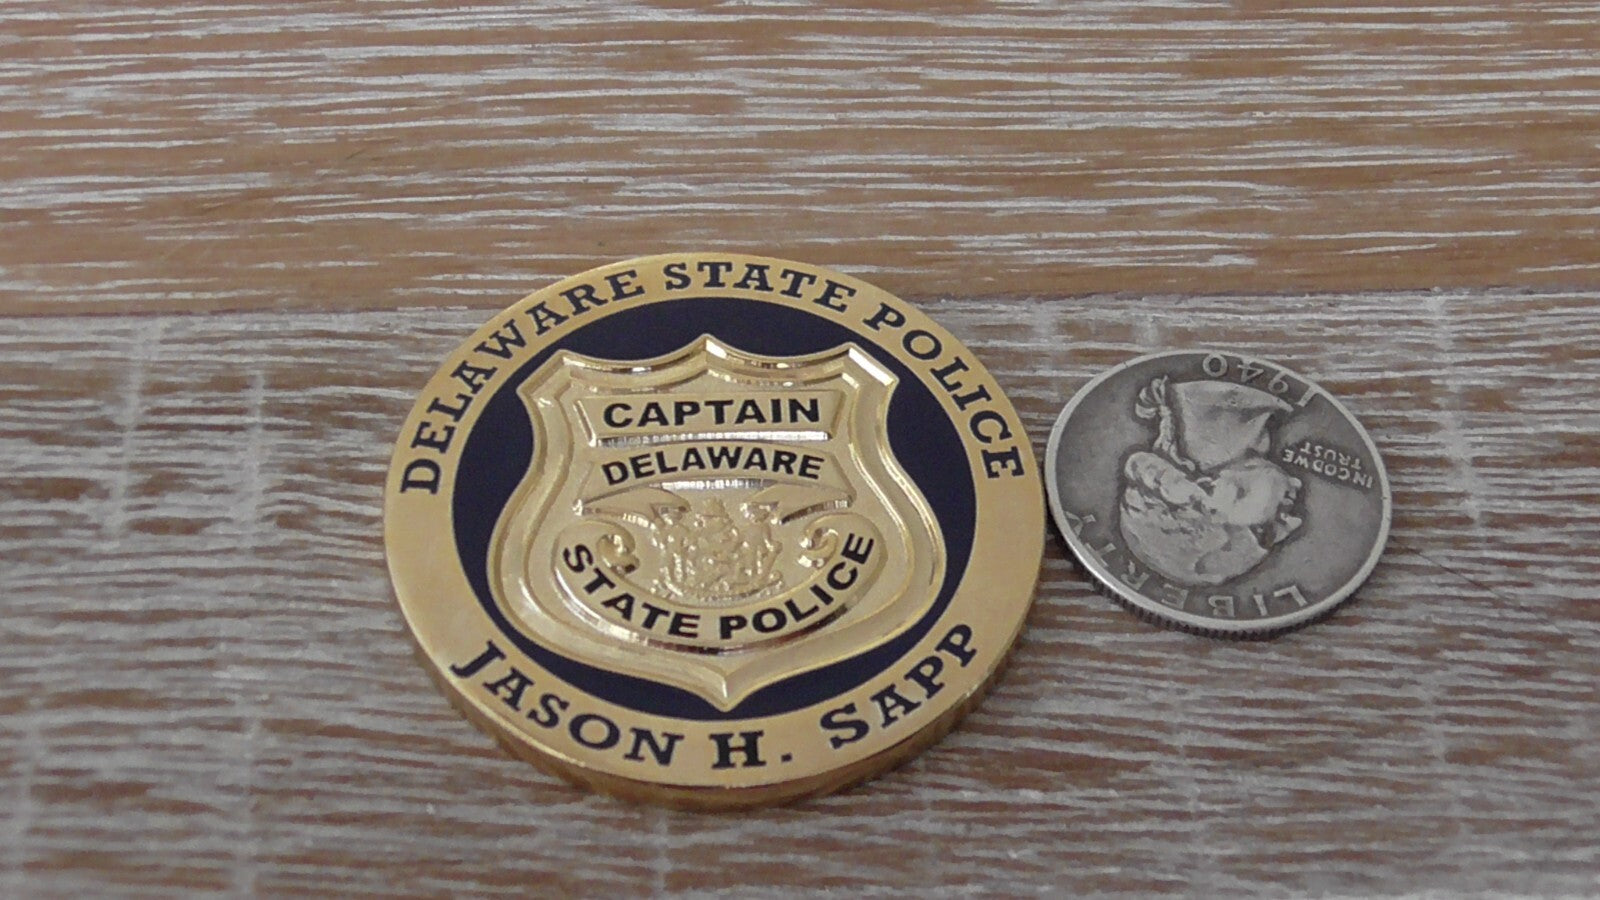 DELAWARE STATE POLICE
CAPTAIN
DELAWARE
STATE POLICE
JASON H. SAPP
1940
IN GOD WE
TRUST
LIBERTY